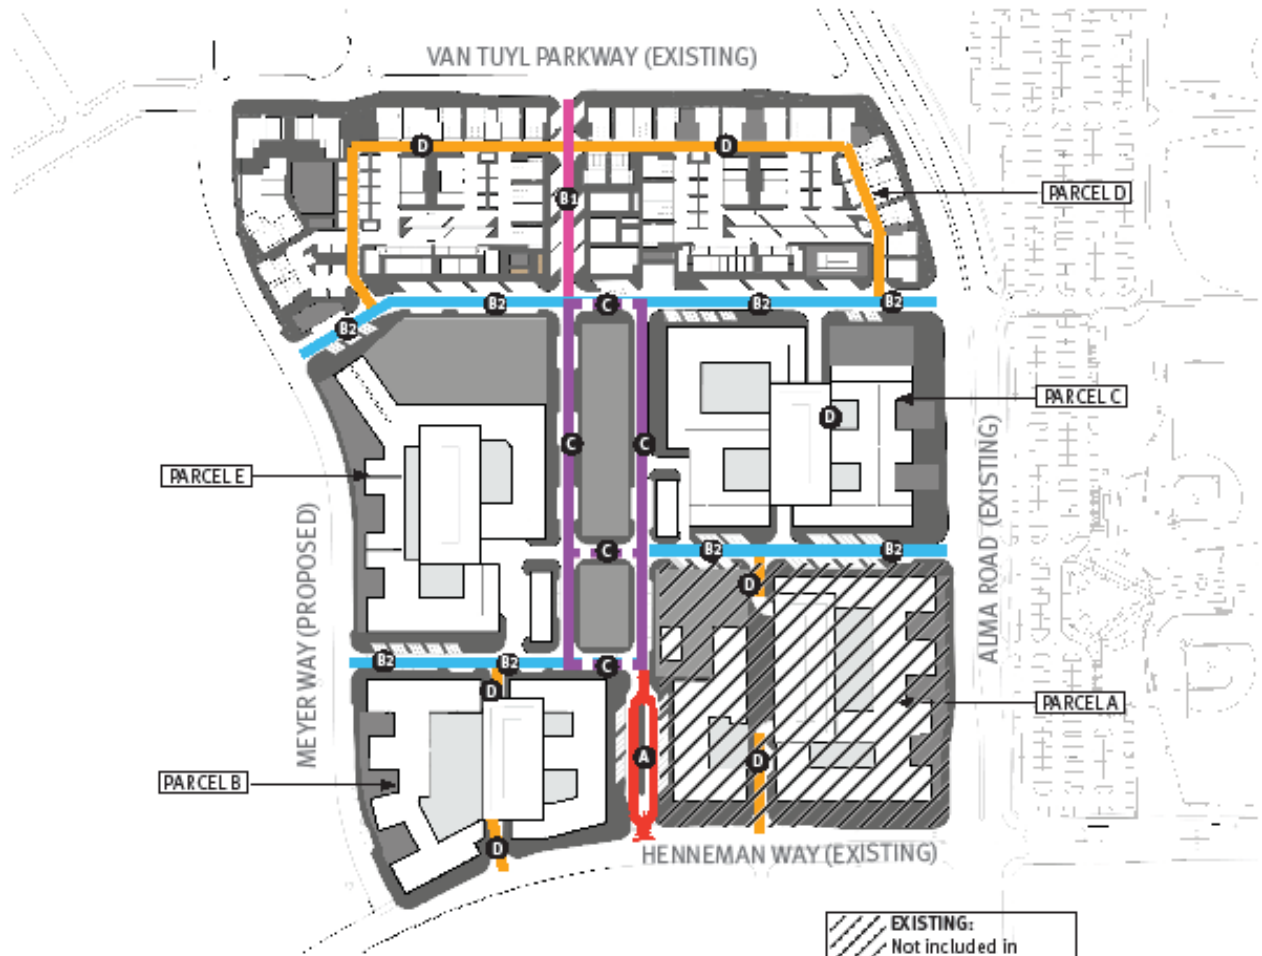 VAN TUYL PARKWAY (EXISTING)
D
D
B1
PARCEL D
B2
C
B2
B2
B2
PARCEL C
D
C
C
PARCEL E
ALMA ROAD (EXISTING)
MEYER WAY (PROPOSED)
C
B2
B2
D
B2
B2
C
D
PARCEL A
A
D
PARCEL B
D
HENNEMAN WAY (EXISTING)
EXISTING:
Not included in